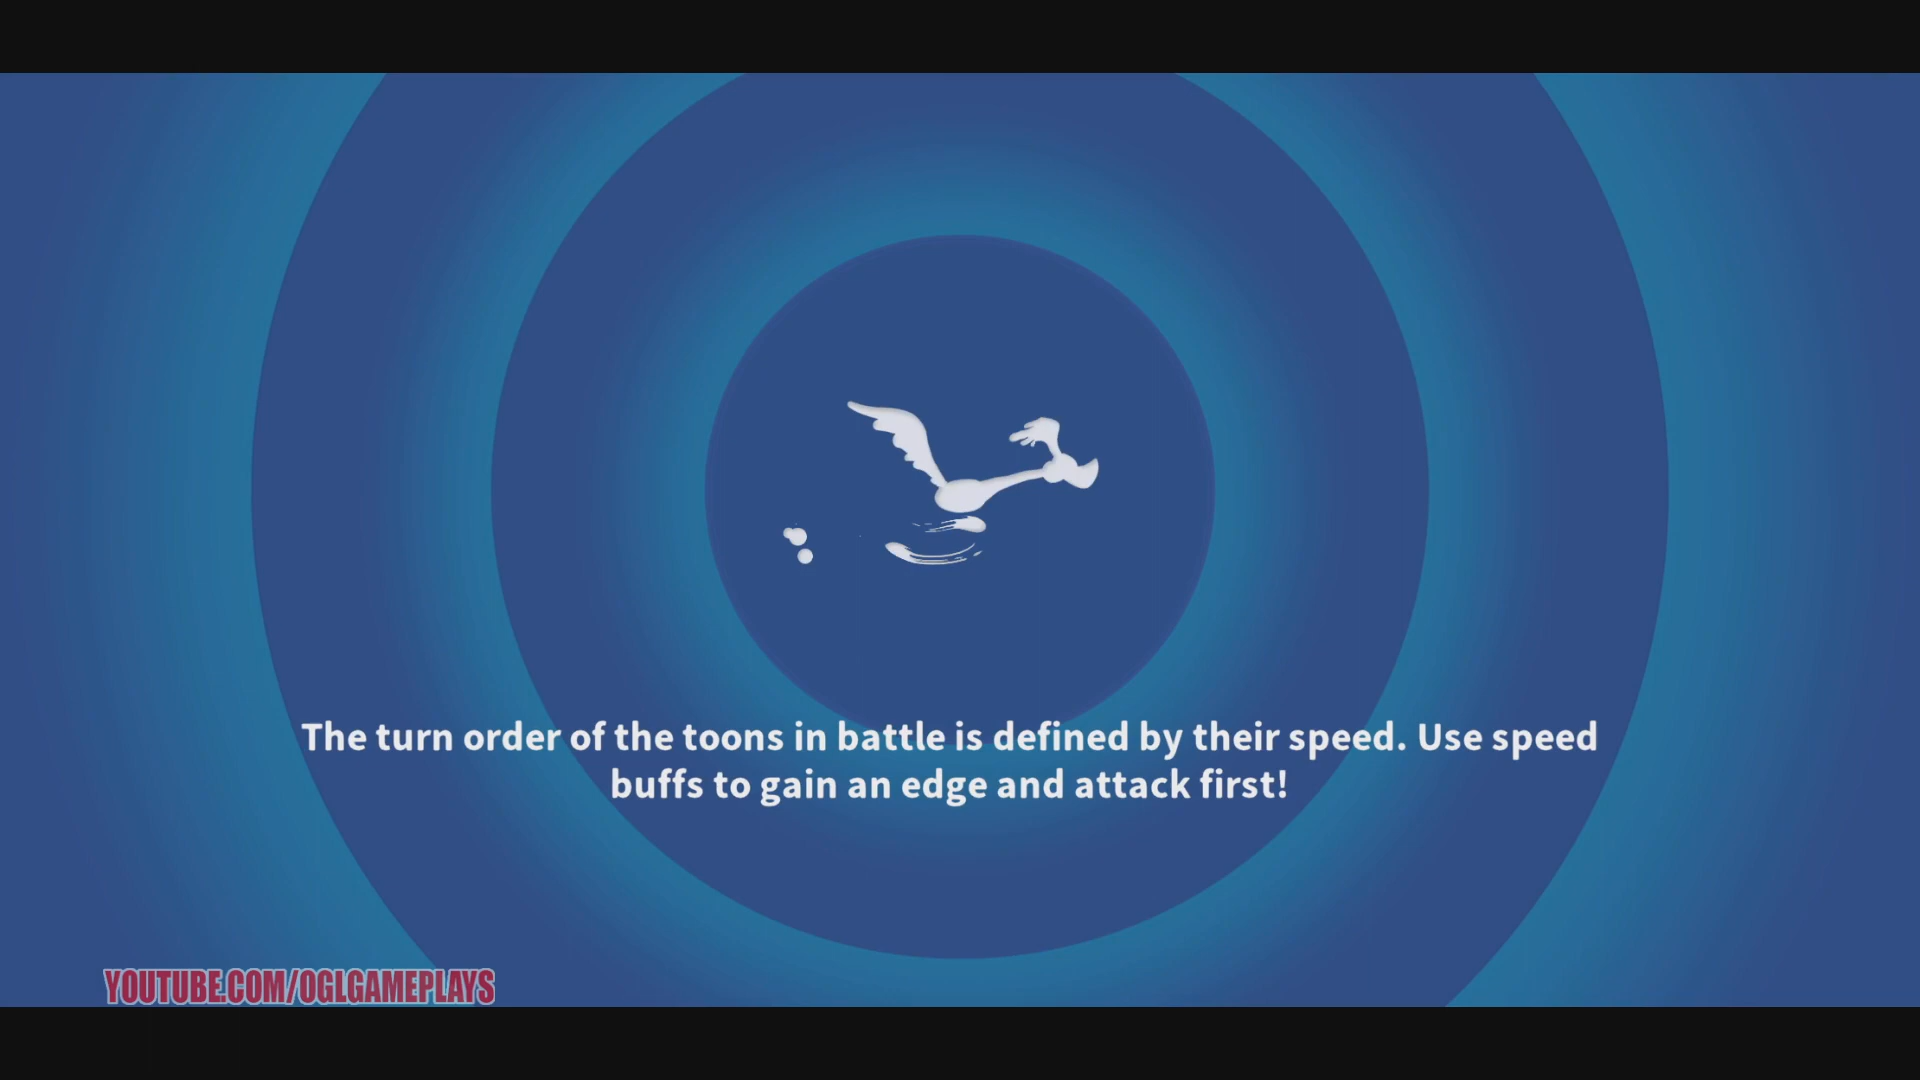 The turn order of the toons in battle is defined by their speed. Use speed
buffs to gain an edge and attack first!
YOUTUBE.COM/OGLGAMEPLAYS